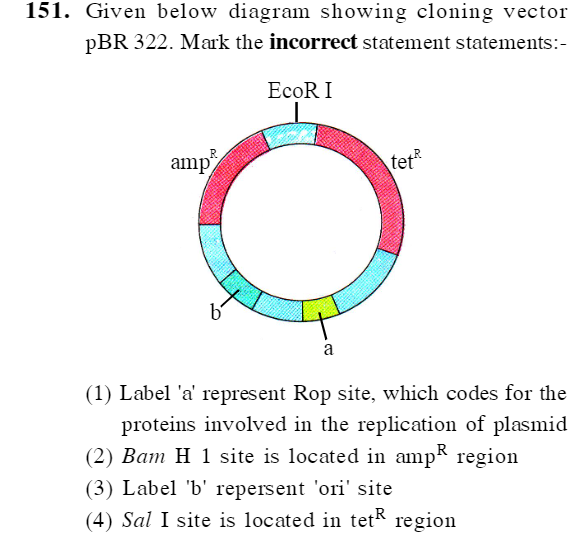 151. Given below diagram showing cloning vector
pBR 322. Mark the incorrect statement statements:-
EcoR I
amp^R
tet^R
b
a
(1) Label 'a' represent Rop site, which codes for the
proteins involved in the replication of plasmid
(2) Bam H 1 site is located in amp^R region
(3) Label 'b' repersent 'ori' site
(4) Sal I site is located in tet^R region